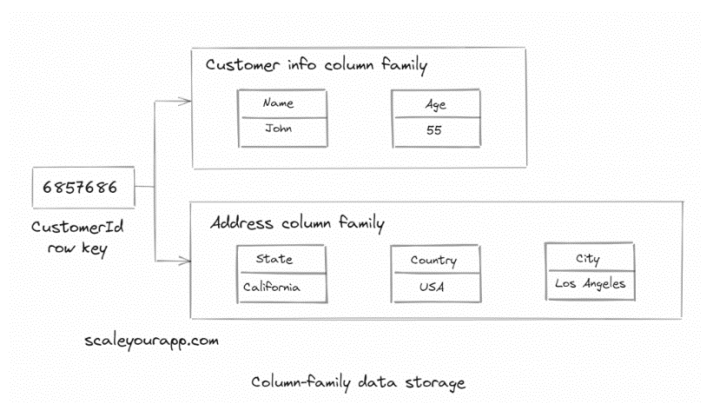 Customer info column family
Name
Age
John
55
6857686
CustomerId
row key
Address column family
State
Country
City
California
USA
Los Angeles
scaleyourapp.com
Column-family data storage